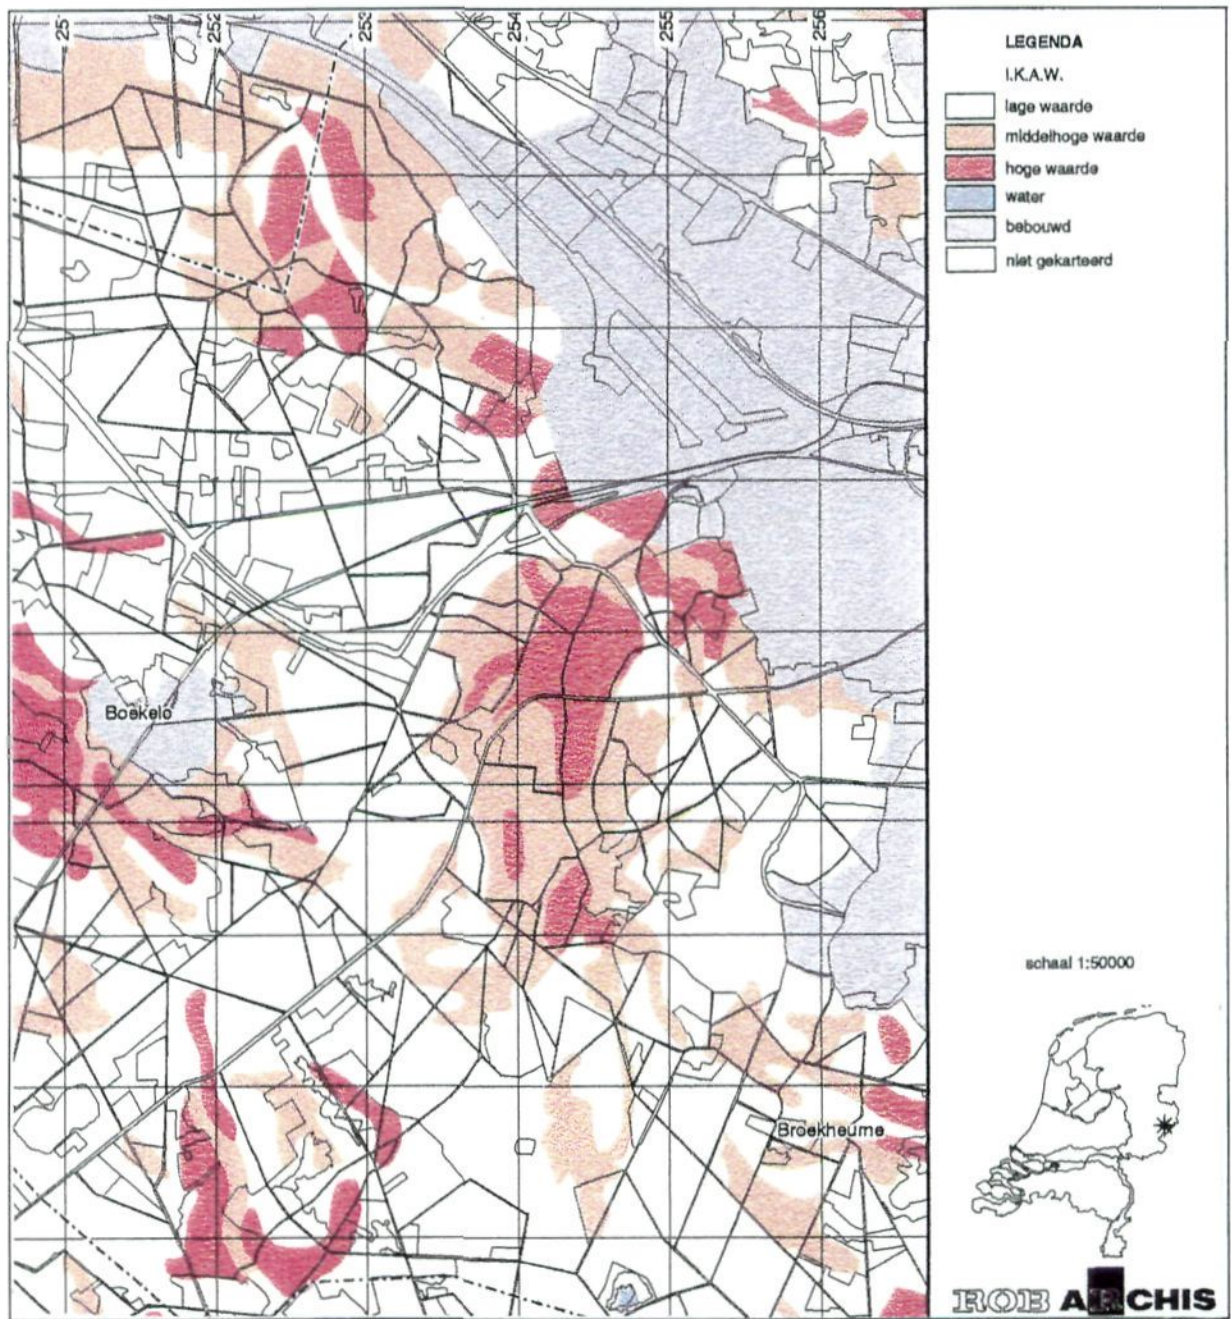 251
252
253
254
255
256
LEGENDA
I.K.A.W.
lage waarde
middelhoge waarde
hoge waarde
water
bebouwd
niet gekarteerd
Boekelo
Broekheurne
schaal 1:50000
ROB ARCHIS